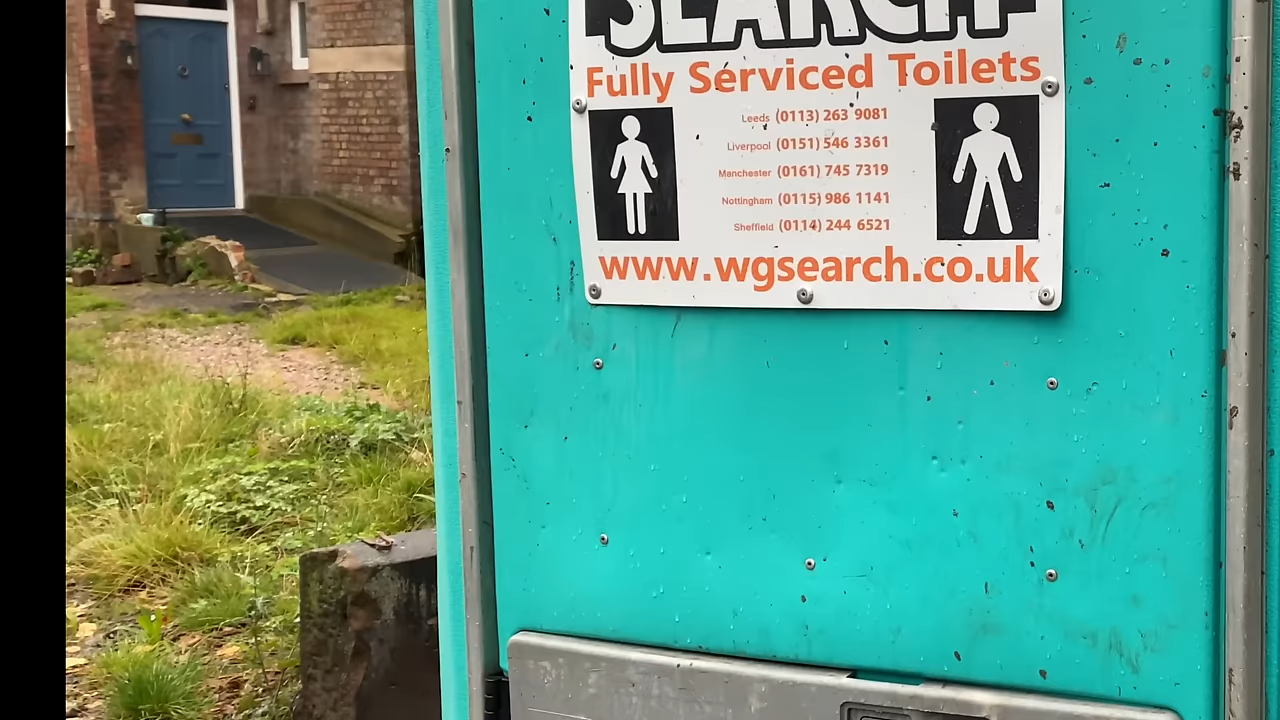 SEARCH
Fully Serviced Toilets
Leeds (0113) 263 9081
Liverpool (0151) 546 3361
Manchester (0161) 745 7319
Nottingham (0115) 986 1141
Sheffield (0114) 244 6521
www.wgsearch.co.uk